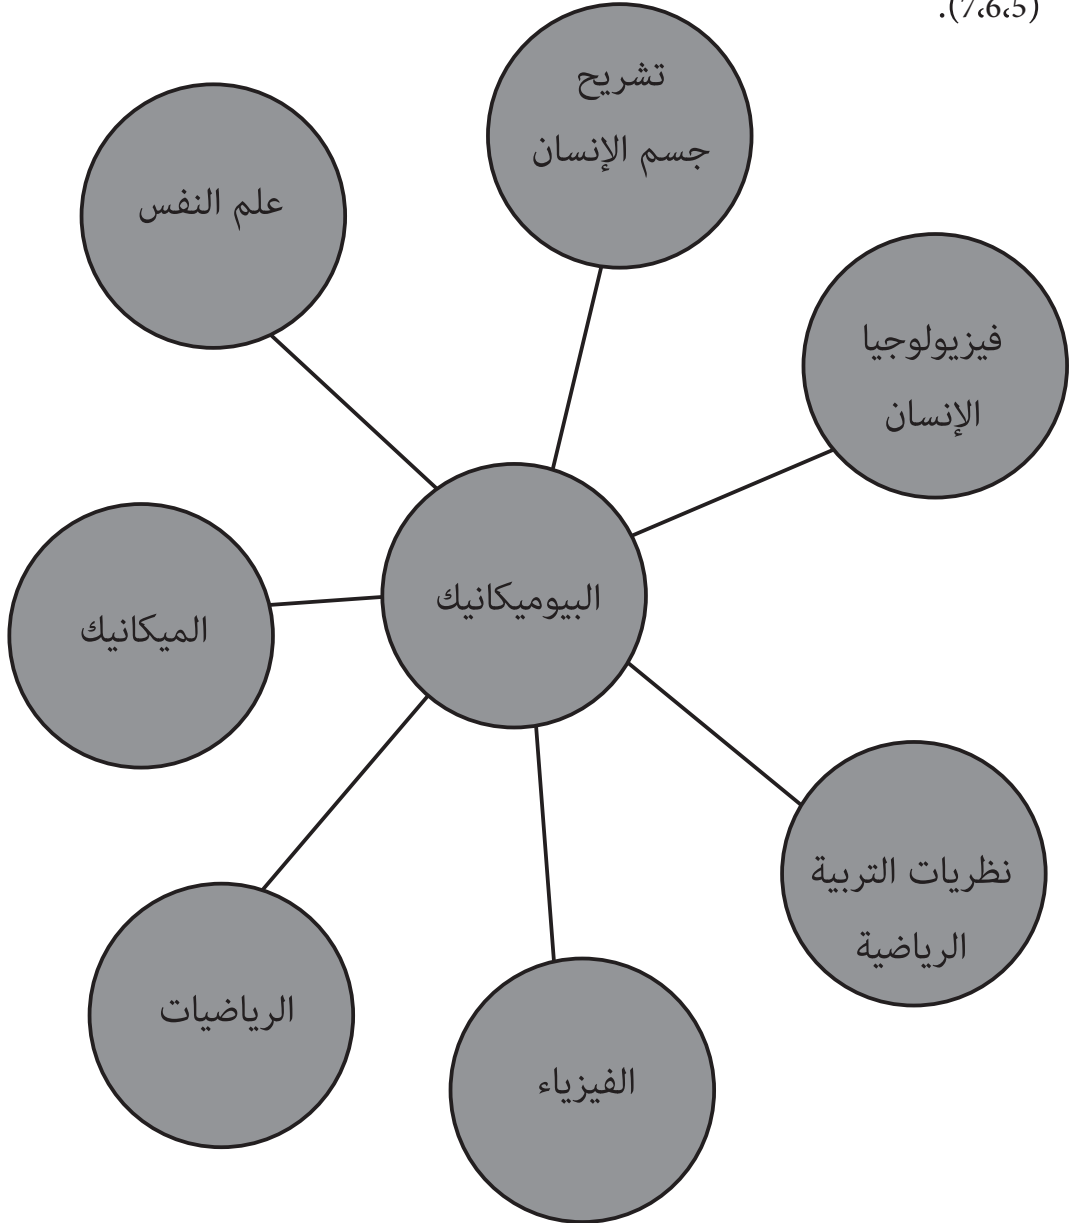 (7،6،5).
تشريح
جسم الإنسان
علم النفس
فيزيولوجيا
الإنسان
البيوميكانيك
الميكانيك
نظريات التربية
الرياضية
الرياضيات
الفيزياء